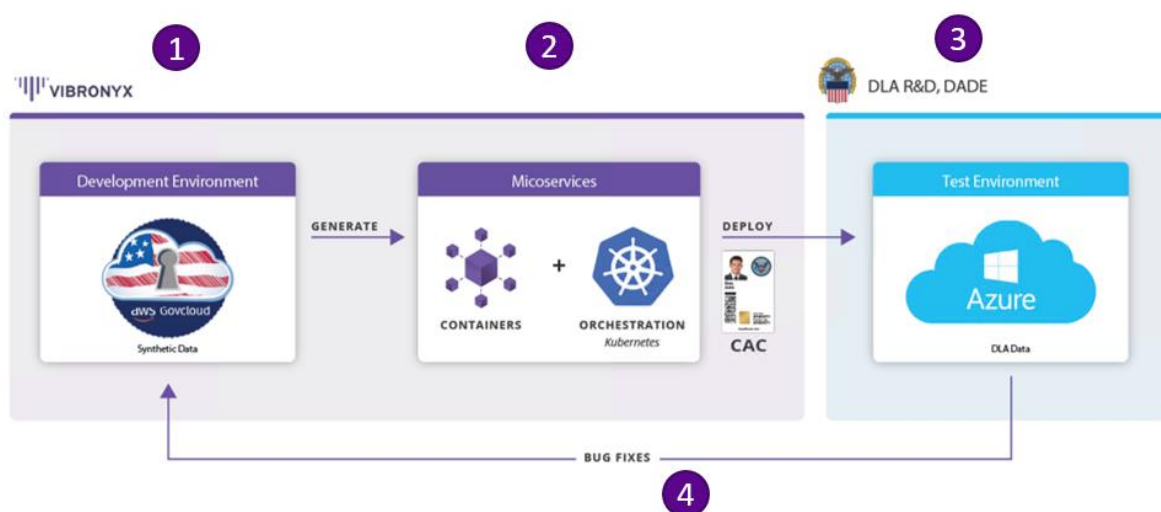 1
2
3
VIBRONYX
DLA R&D, DADE
Development Environment
aws Govcloud
Synthetic Data
GENERATE
Micoservices
CONTAINERS
+
ORCHESTRATION
Kubernetes
DEPLOY
CAC
Test Environment
Azure
DLA Data
BUG FIXES
4